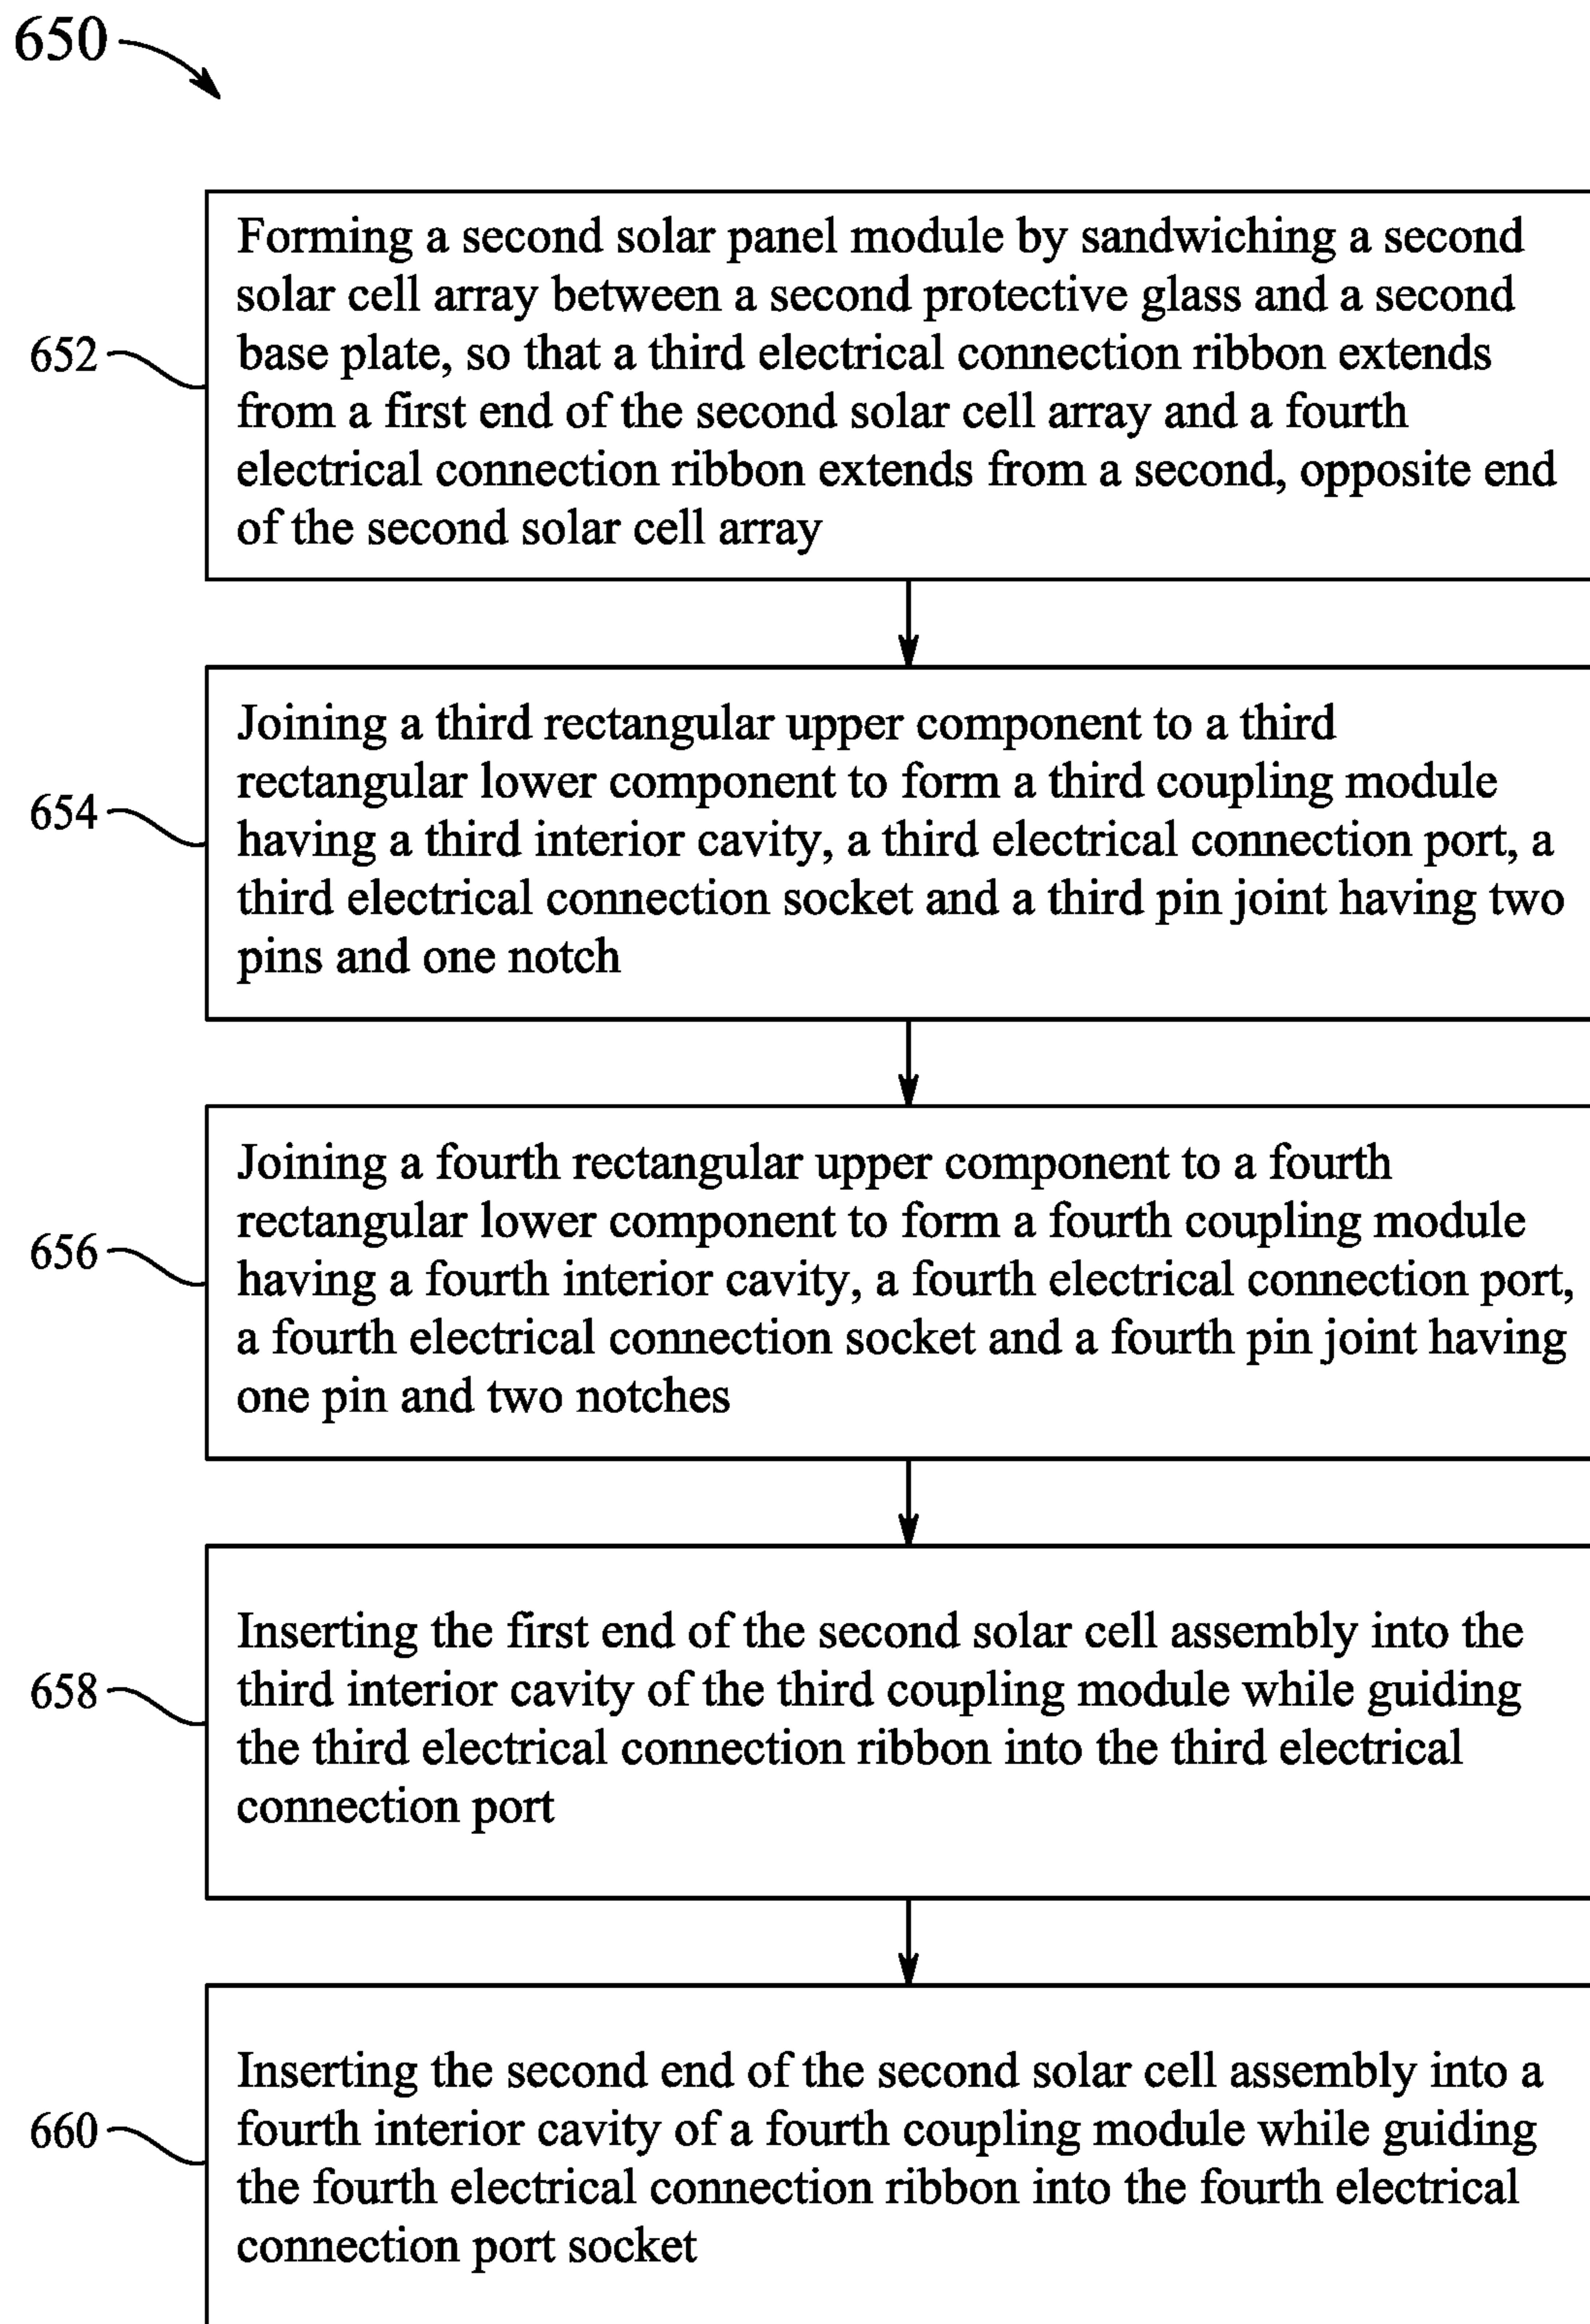 650
652
Forming a second solar panel module by sandwiching a second
solar cell array between a second protective glass and a second
base plate, so that a third electrical connection ribbon extends
from a first end of the second solar cell array and a fourth
electrical connection ribbon extends from a second, opposite end
of the second solar cell array
654
Joining a third rectangular upper component to a third
rectangular lower component to form a third coupling module
having a third interior cavity, a third electrical connection port, a
third electrical connection socket and a third pin joint having two
pins and one notch
656
Joining a fourth rectangular upper component to a fourth
rectangular lower component to form a fourth coupling module
having a fourth interior cavity, a fourth electrical connection port,
a fourth electrical connection socket and a fourth pin joint having
one pin and two notches
658
Inserting the first end of the second solar cell assembly into the
third interior cavity of the third coupling module while guiding
the third electrical connection ribbon into the third electrical
connection port
660
Inserting the second end of the second solar cell assembly into a
fourth interior cavity of a fourth coupling module while guiding
the fourth electrical connection ribbon into the fourth electrical
connection port socket